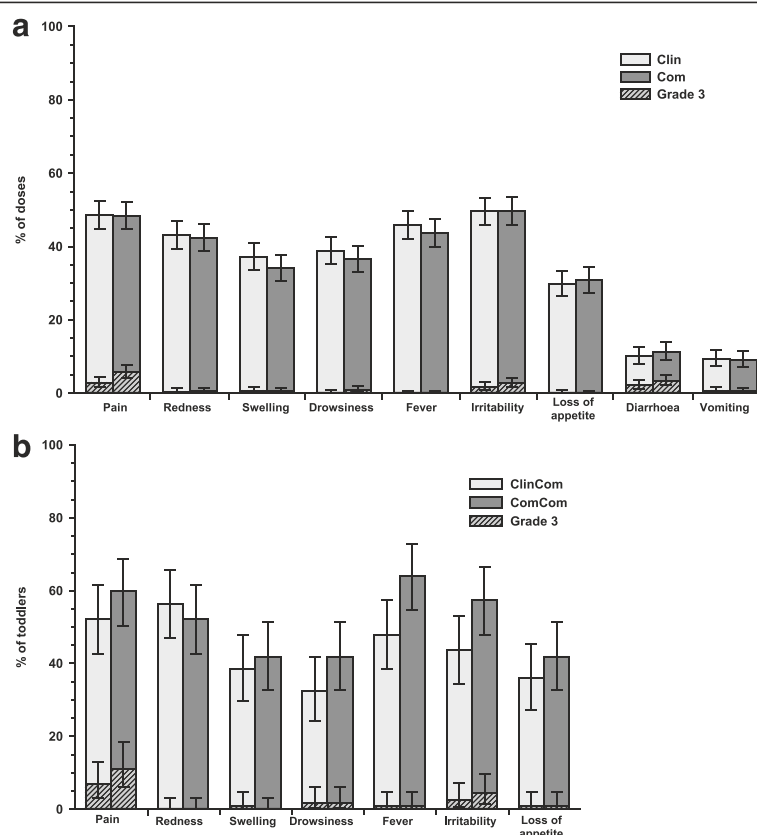 a
100
80
60
40
20
0
% of doses
Clin
Com
Grade 3
Pain Redness Swelling Drowsiness Fever Irritability Loss of appetite Diarrhoea Vomiting
b
100
80
60
40
20
0
% of toddlers
ClinCom
ComCom
Grade 3
Pain Redness Swelling Drowsiness Fever Irritability Loss of appetite